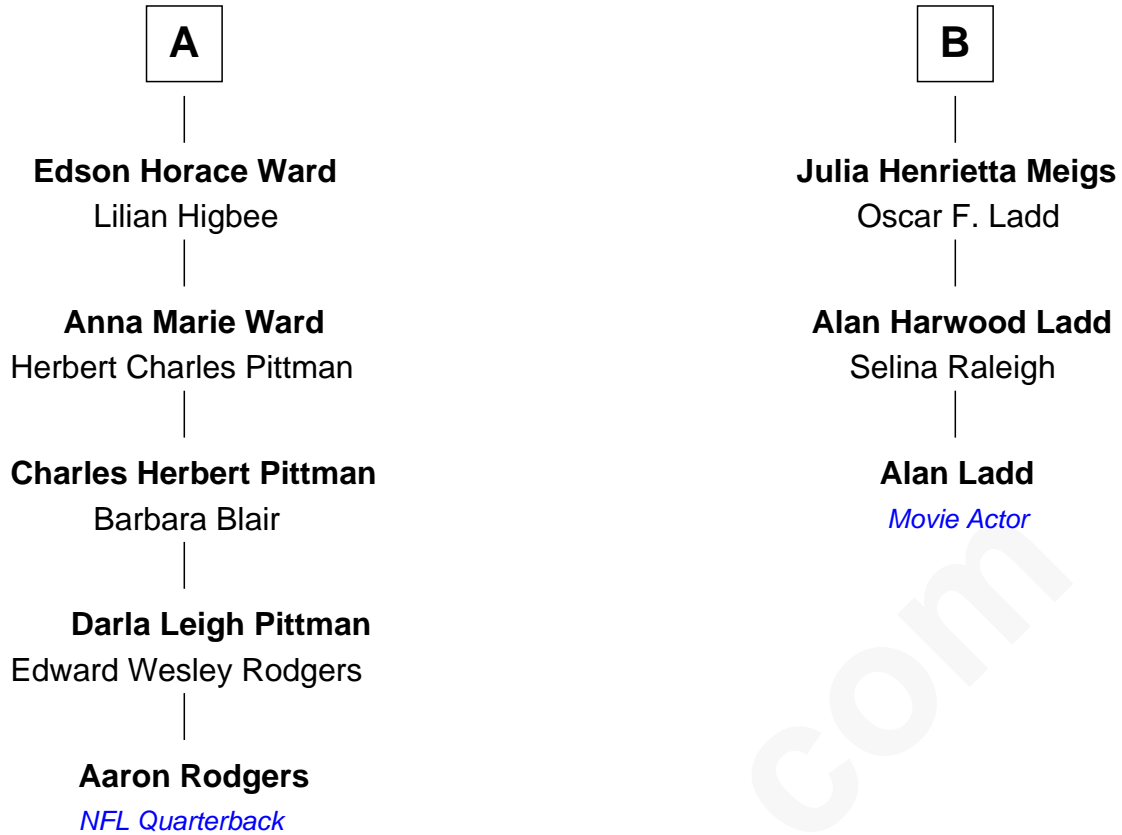 A
Edson Horace Ward
Lilian Higbee
Anna Marie Ward
Herbert Charles Pittman
Charles Herbert Pittman
Barbara Blair
Darla Leigh Pittman
Edward Wesley Rodgers
Aaron Rodgers
NFL Quarterback
B
Julia Henrietta Meigs
Oscar F. Ladd
Alan Harwood Ladd
Selina Raleigh
Alan Ladd
Movie Actor
com